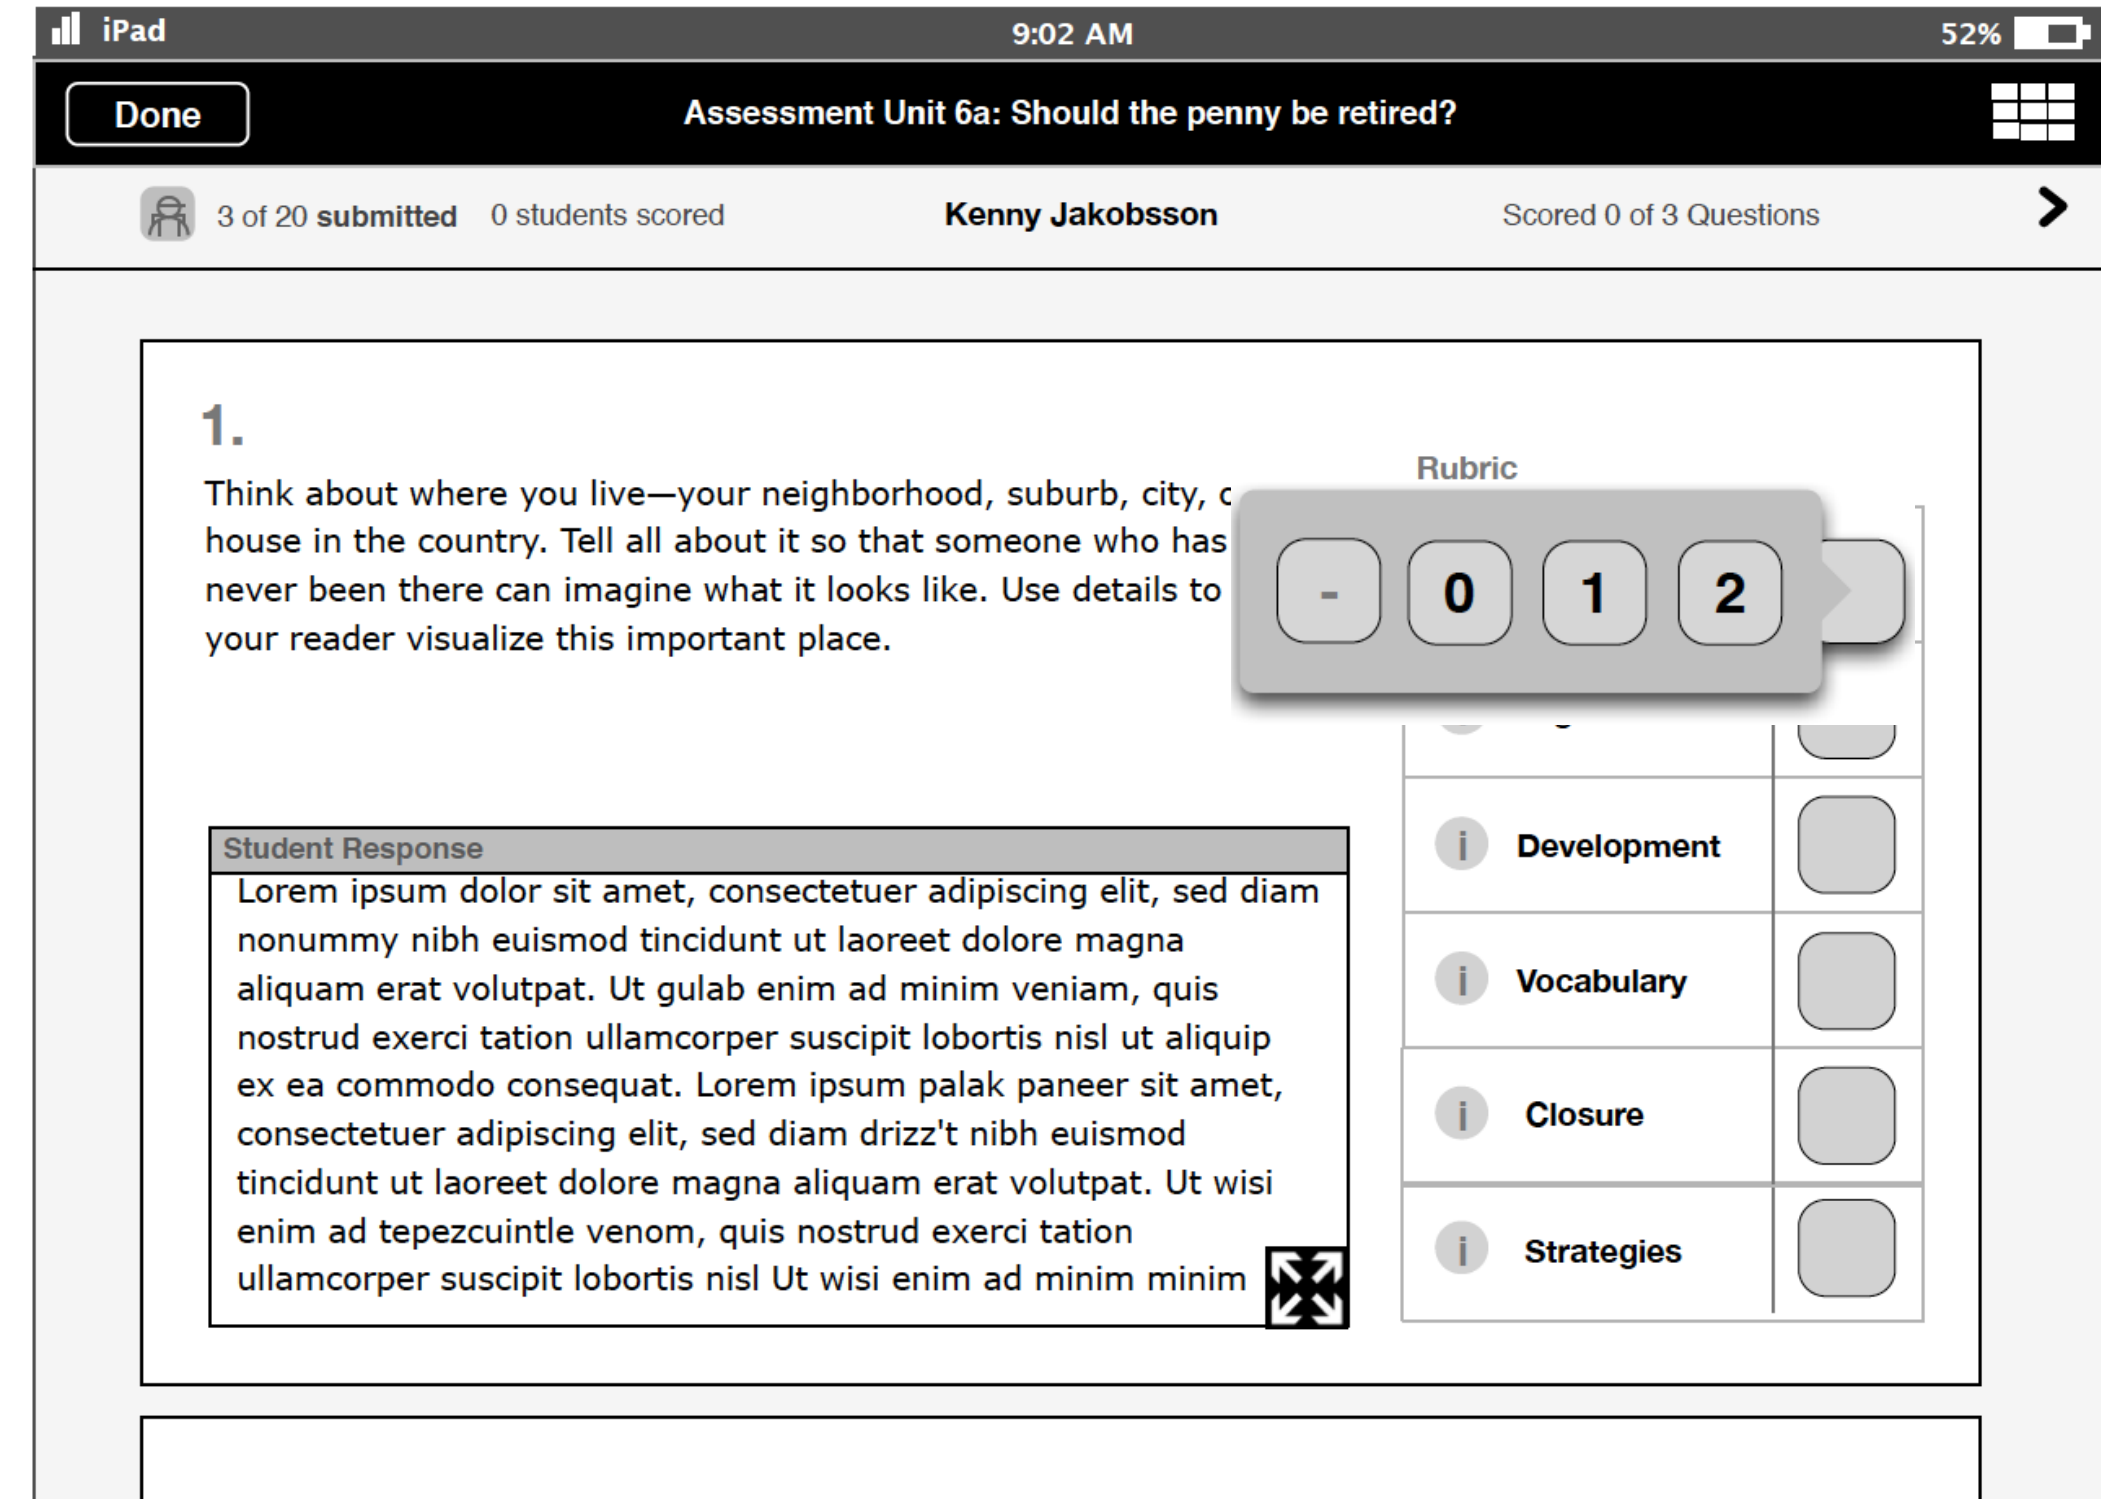 iPad
9:02 AM
52%
Done
Assessment Unit 6a: Should the penny be retired?
3 of 20 submitted
0 students scored
Kenny Jakobsson
Scored 0 of 3 Questions
1.
Think about where you live—your neighborhood, suburb, city,
house in the country. Tell all about it so that someone who has
never been there can imagine what it looks like. Use details to
your reader visualize this important place.
Rubric
- 0 1 2
i Development
i Vocabulary
i Closure
i Strategies
Student Response
Lorem ipsum dolor sit amet, consectetuer adipiscing elit, sed diam
nonummy nibh euismod tincidunt ut laoreet dolore magna
aliquam erat volutpat. Ut gulab enim ad minim veniam, quis
nostrud exerci tation ullamcorper suscipit lobortis nisl ut aliquip
ex ea commodo consequat. Lorem ipsum palak paneer sit amet,
consectetuer adipiscing elit, sed diam drizz't nibh euismod
tincidunt ut laoreet dolore magna aliquam erat volutpat. Ut wisi
enim ad tepezcuintle venom, quis nostrud exerci tation
ullamcorper suscipit lobortis nisl Ut wisi enim ad minim minim